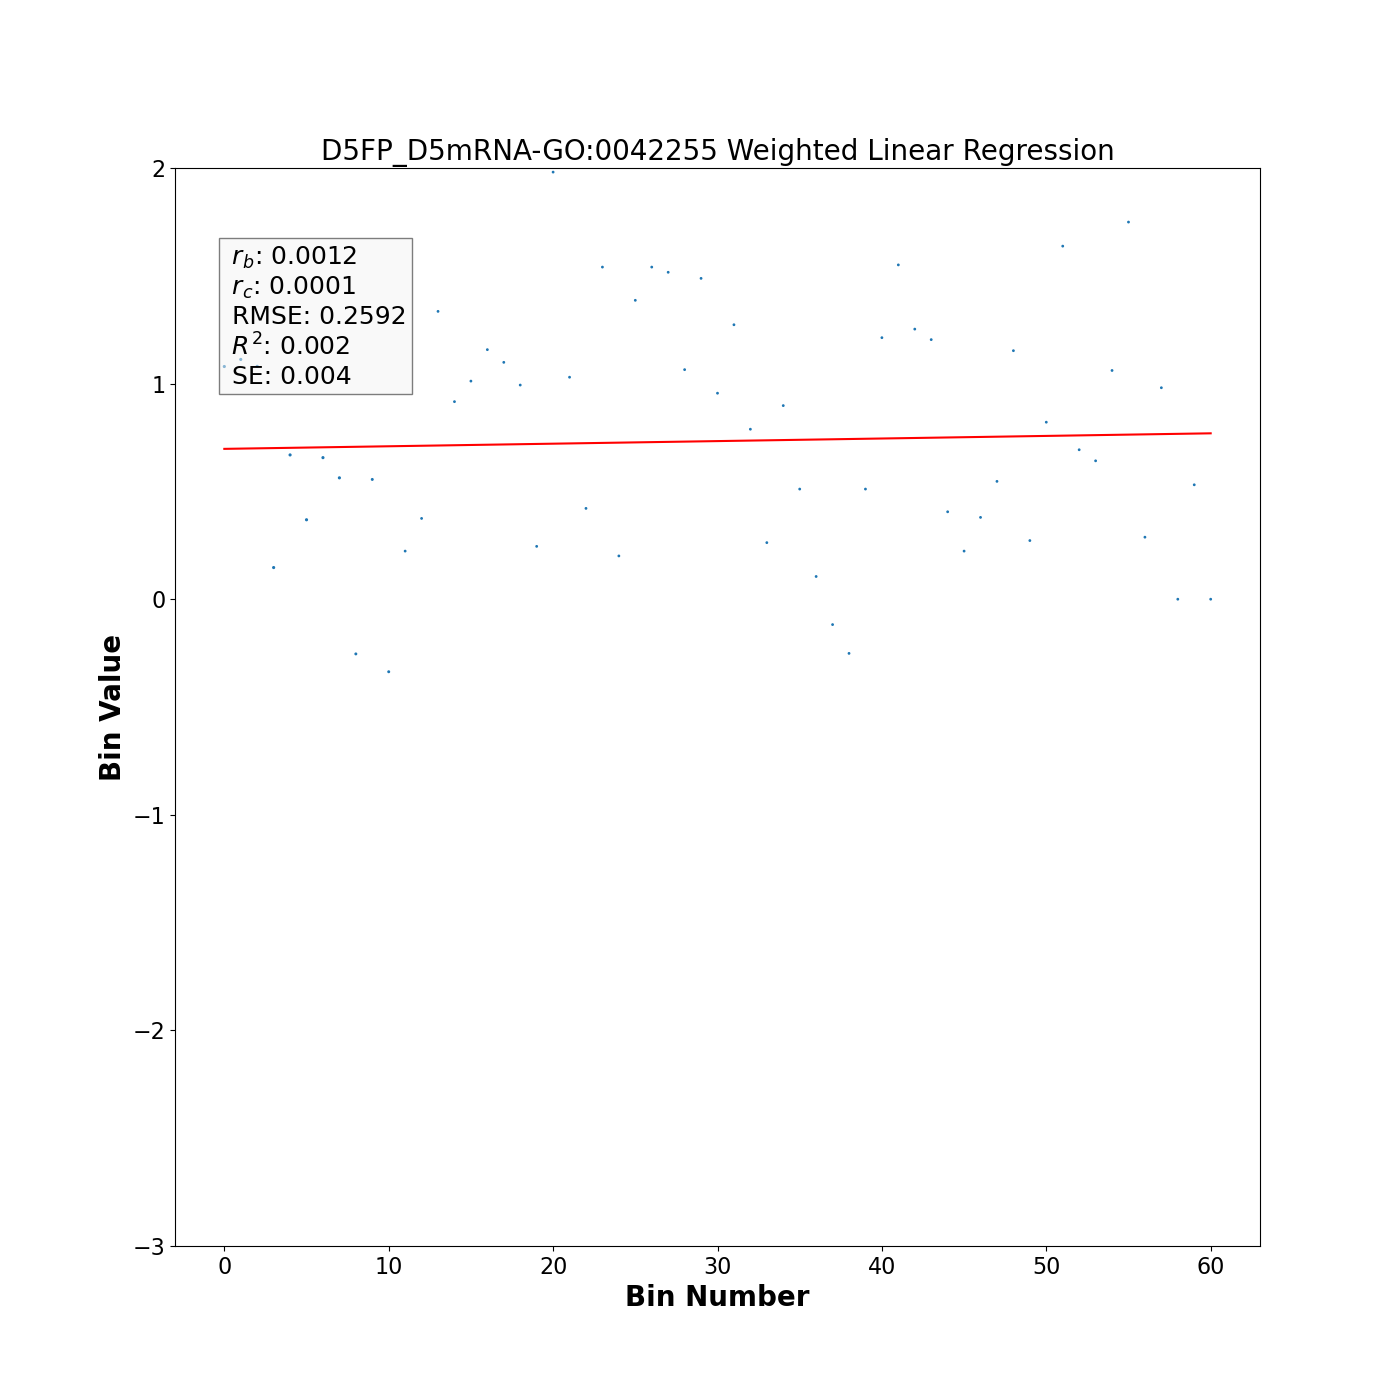 D5FP_D5mRNA-GO:0042255 Weighted Linear Regression
2
1
0
−1
−2
−3
r_b: 0.0012
r_c: 0.0001
RMSE: 0.2592
R²: 0.002
SE: 0.004
Bin Value
0 10 20 30 40 50 60
Bin Number